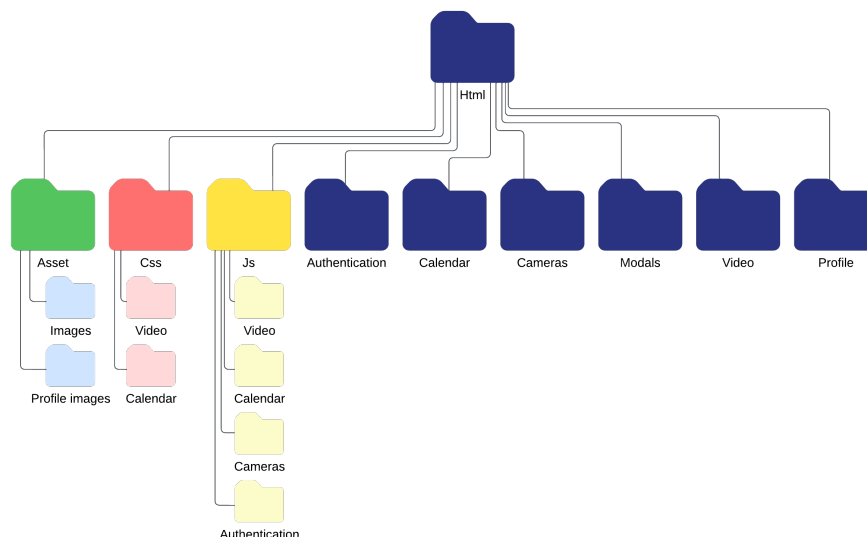 Html
Asset
Css
Js
Authentication
Calendar
Cameras
Modals
Video
Profile
Images
Video
Video
Profile images
Calendar
Calendar
Cameras
Authentication